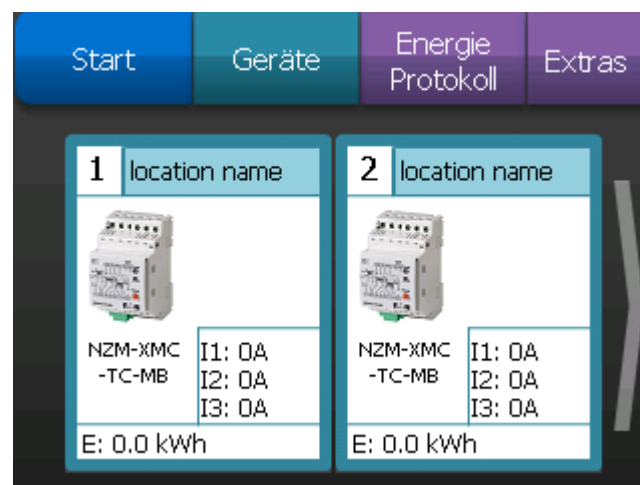 Start
Geräte
Energie
Protokoll
Extras
1 location name
NZM-XMC
-TC-MB
I1: 0A
I2: 0A
I3: 0A
E: 0.0 kWh
2 location name
NZM-XMC
-TC-MB
I1: 0A
I2: 0A
I3: 0A
E: 0.0 kWh